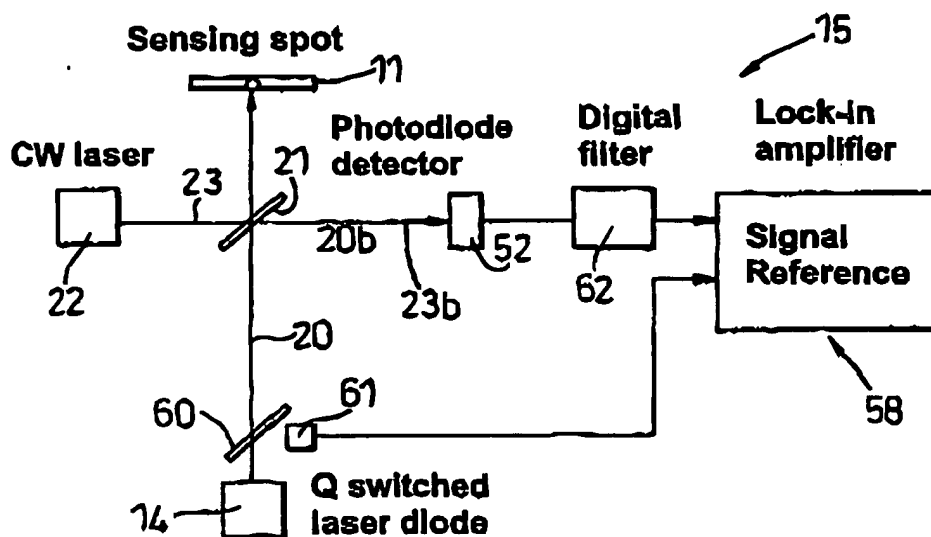 Sensing spot
11
15
CW laser
23
21
Photodiode
detector
Digital
filter
Lock-in
amplifier
22
20b
23b
52
62
Signal
Reference
20
58
60
61
14
Q switched
laser diode